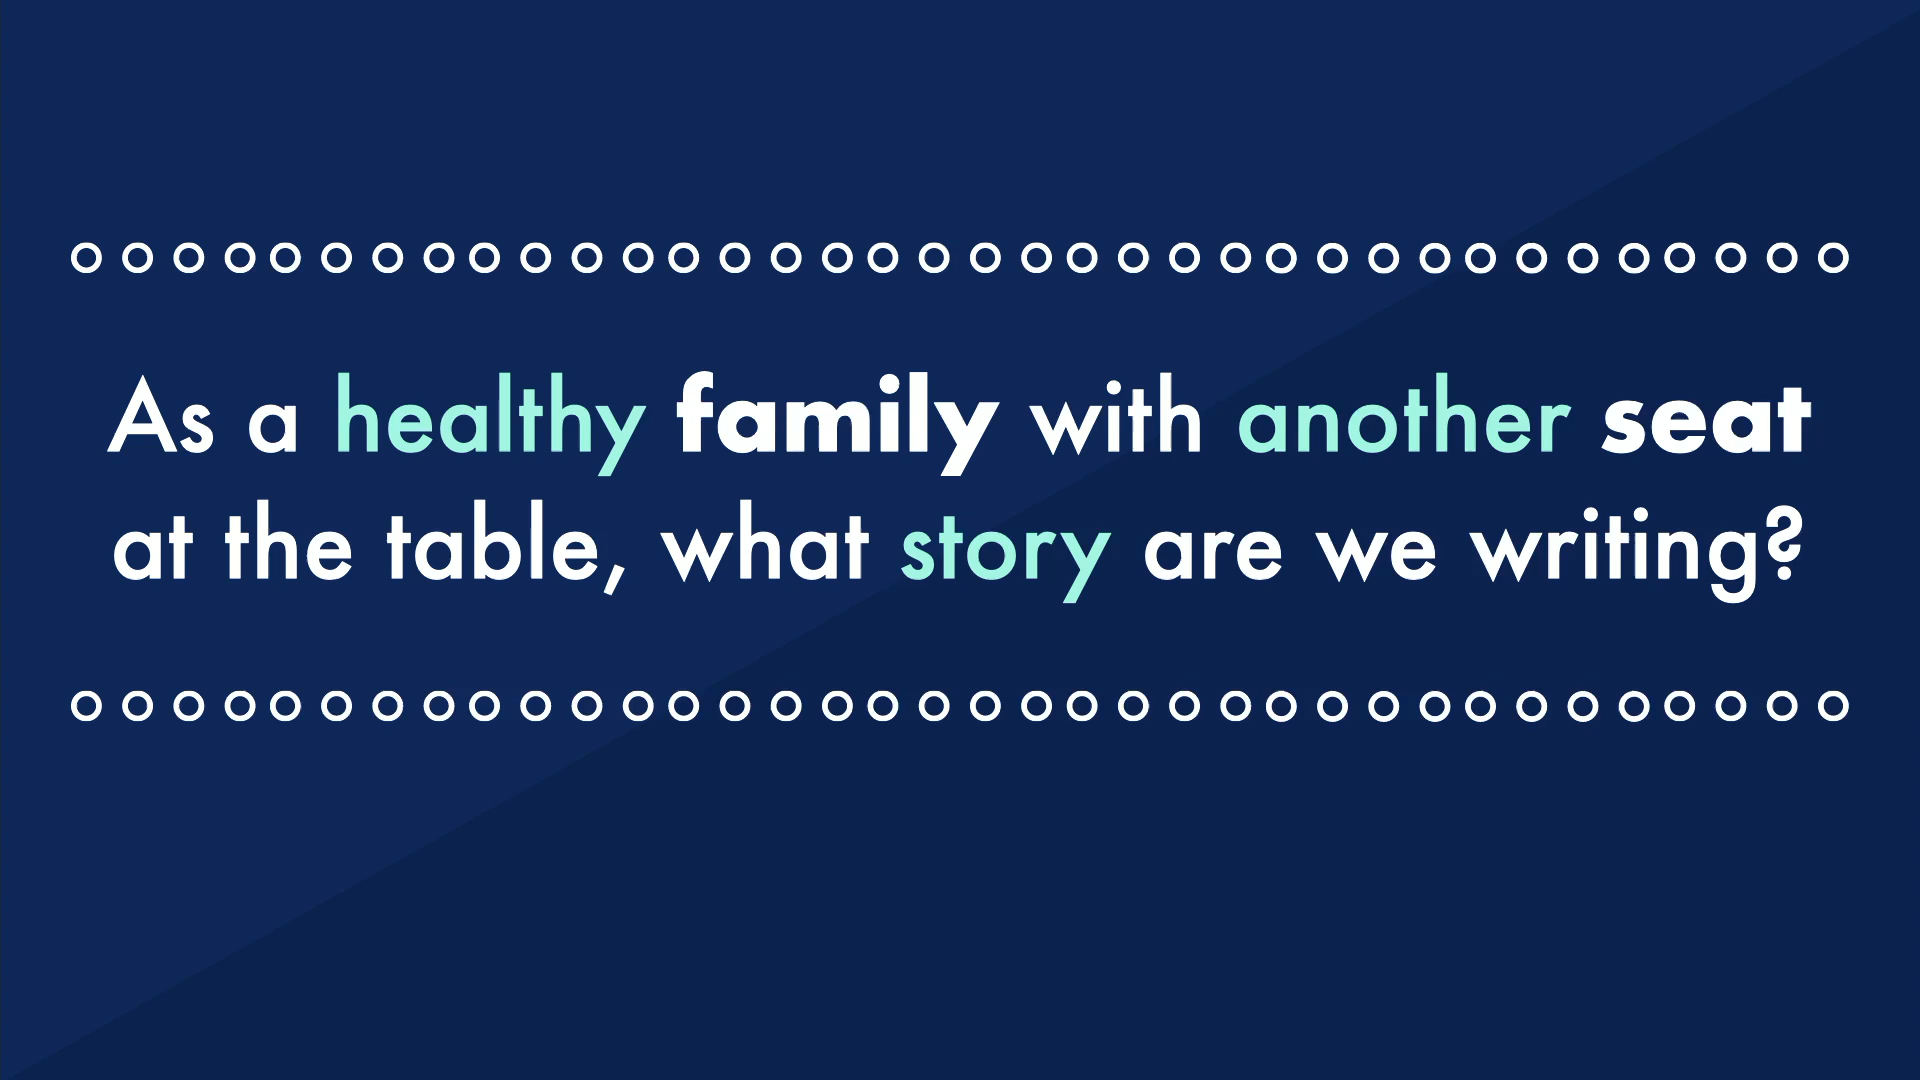 As a healthy family with another seat
at the table, what story are we writing?